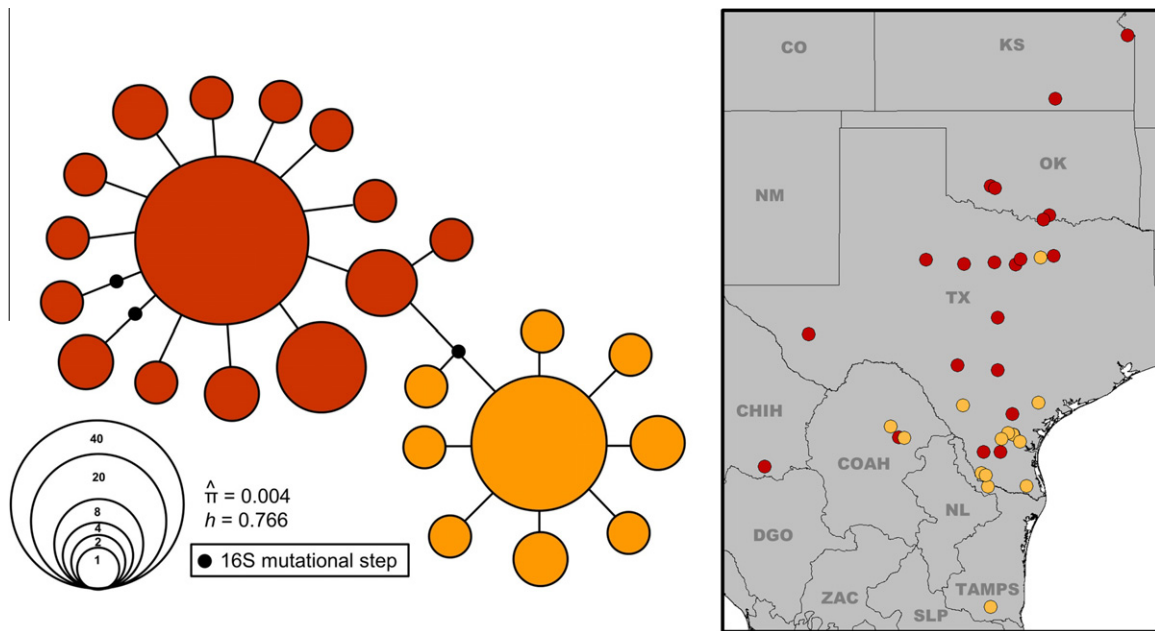 40
20
8
4
2
1
π̂ = 0.004
h = 0.766
16S mutational step
CO
KS
NM
OK
TX
CHIH
COAH
NL
DGO
ZAC
SLP
TAMPS